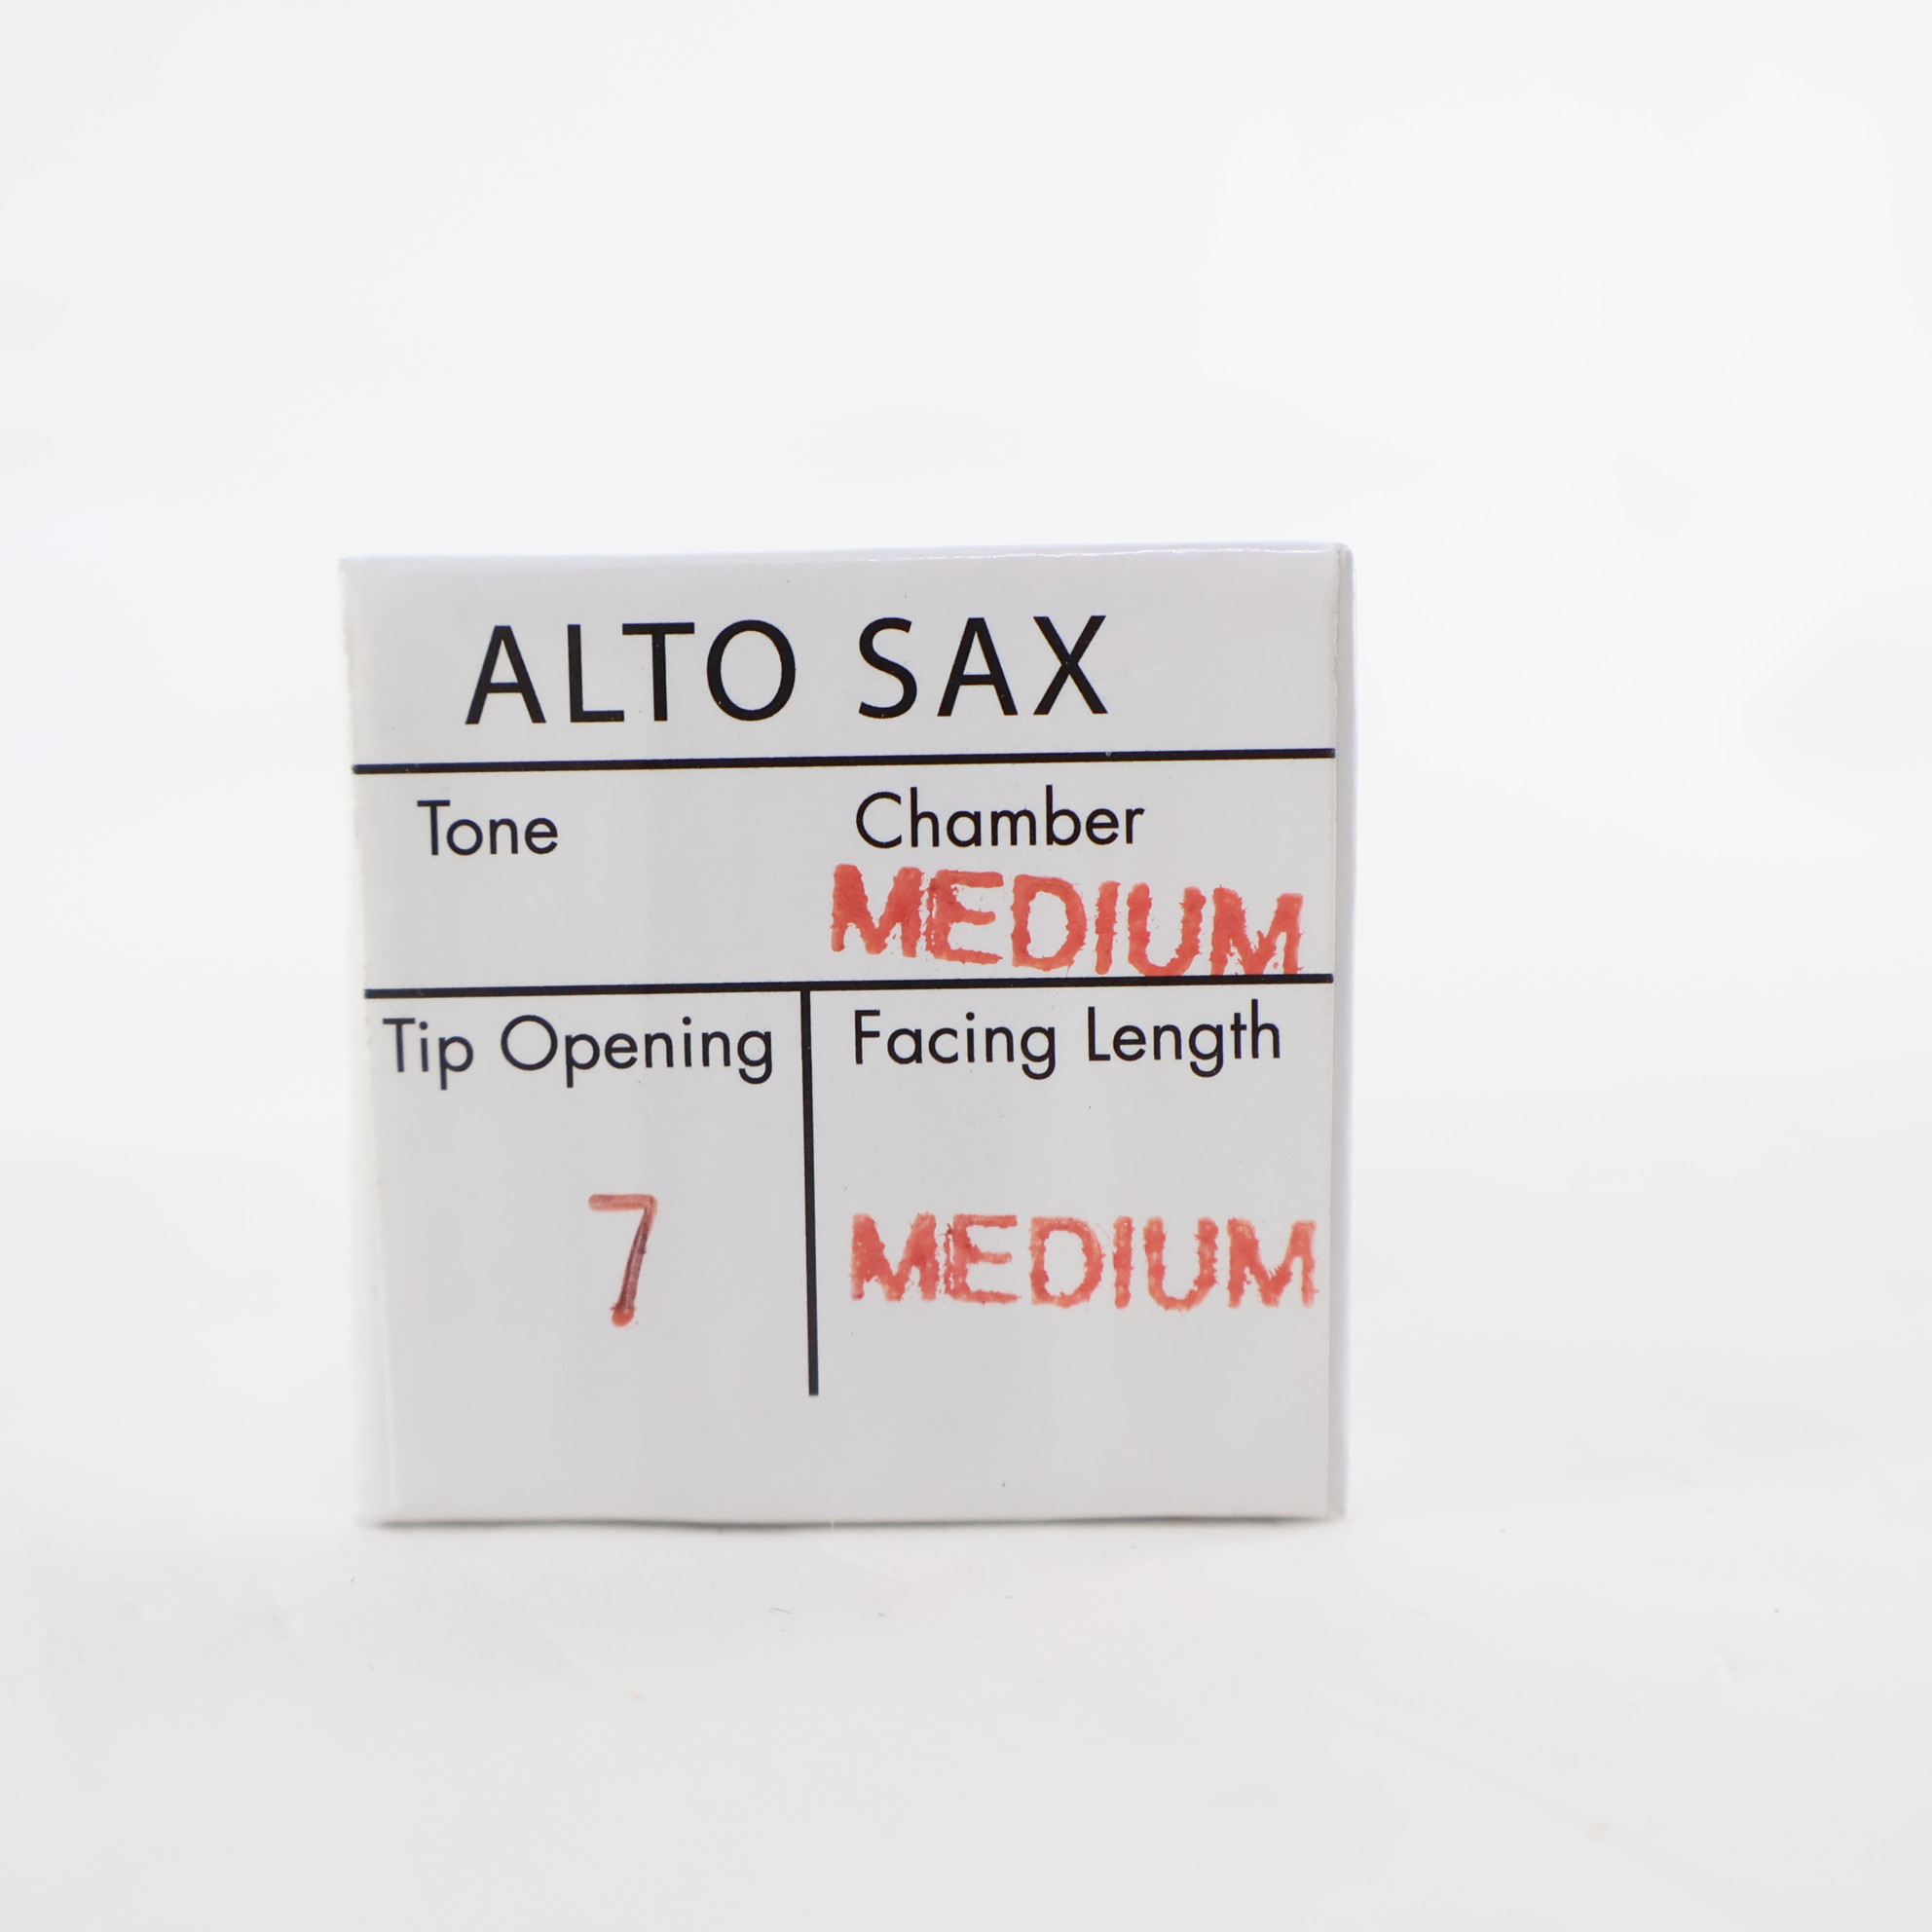 ALTO SAX
Tone Chamber
MEDIUM
Tip Opening Facing Length
7 MEDIUM